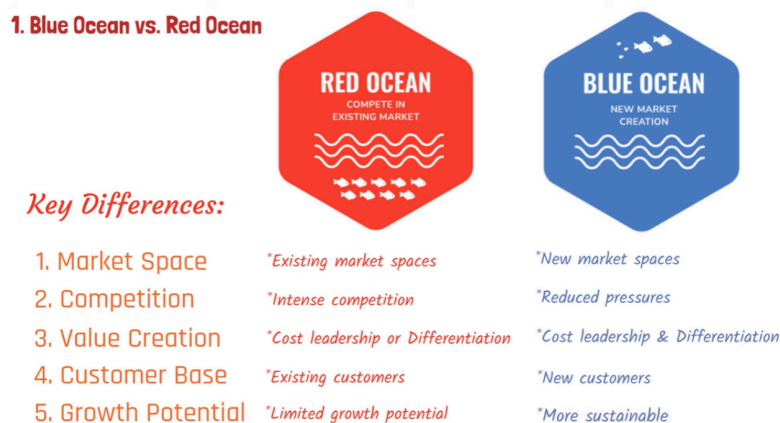 1. Blue Ocean vs. Red Ocean
RED OCEAN
COMPETE IN
EXISTING MARKET
BLUE OCEAN
NEW MARKET
CREATION
Key Differences:
1. Market Space
*Existing market spaces
*New market spaces
2. Competition
*Intense competition
*Reduced pressures
3. Value Creation
*Cost leadership or Differentiation
*Cost leadership & Differentiation
4. Customer Base
*Existing customers
*New customers
5. Growth Potential
*Limited growth potential
*More sustainable